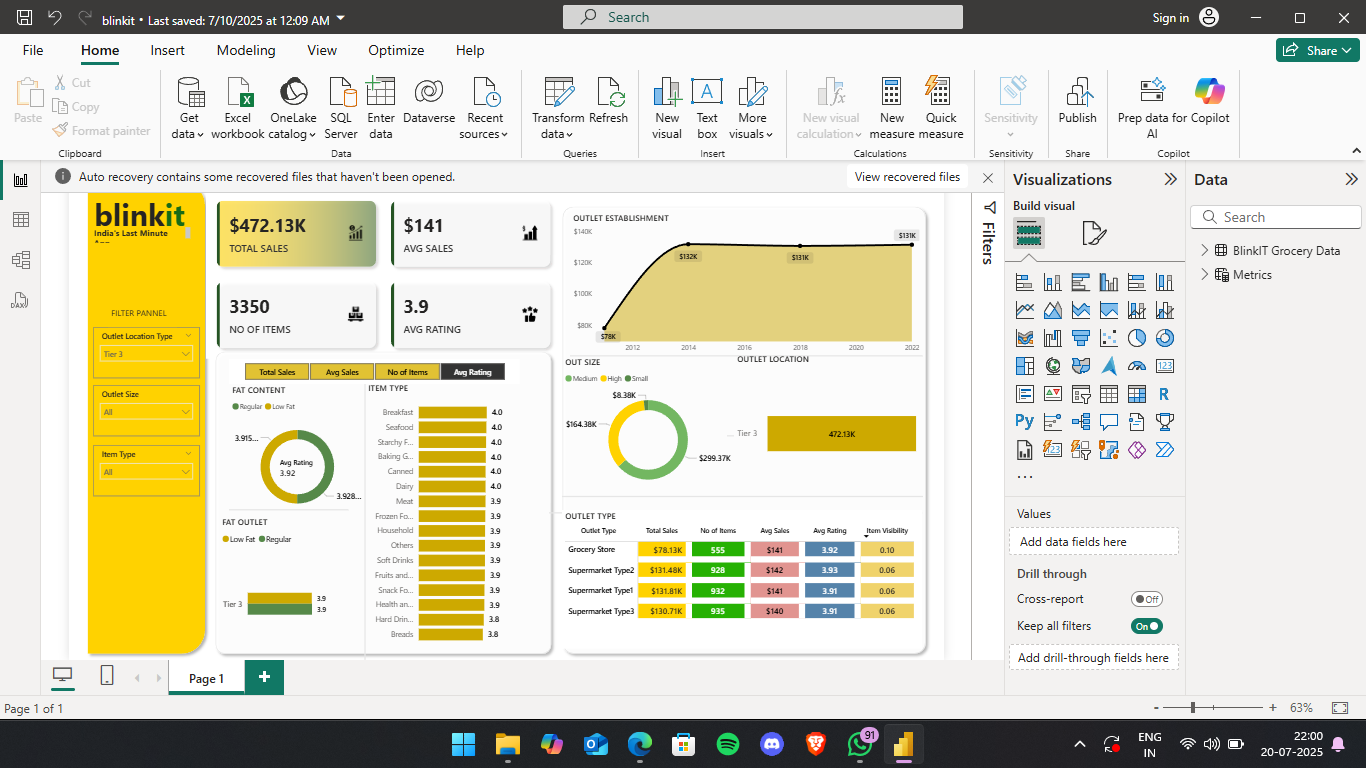 blinkit • Last saved: 7/10/2025 at 12:09 AM
Search
Sign in
File
Home
Insert
Modeling
View
Optimize
Help
Share
Paste
Cut
Copy
Format painter
Clipboard
Get data
Excel workbook
OneLake catalog
SQL Server
Enter data
Dataverse
Recent sources
Data
Transform data
Refresh
Queries
New visual
Text box
More visuals
Insert
New visual calculation
New measure
Quick measure
Calculations
Sensitivity
Sensitivity
Publish
Share
Prep data for AI
Copilot
Copilot
Auto recovery contains some recovered files that haven't been opened.
View recovered files
blinkit
India's Last Minute
FILTER PANNEL
Outlet Location Type
Tier 3
Outlet Size
All
Item Type
All
$472.13K
TOTAL SALES
$141
AVG SALES
3350
NO OF ITEMS
3.9
AVG RATING
Total Sales
Avg Sales
No of Items
Avg Rating
FAT CONTENT
Regular
Low Fat
3.915...
Avg Rating
3.92
3.928...
FAT OUTLET
Low Fat
Regular
Tier 3
3.9
3.9
ITEM TYPE
Breakfast 4.0
Seafood 4.0
Starchy F... 4.0
Baking G... 4.0
Canned 4.0
Dairy 4.0
Meat 3.9
Frozen Fo... 3.9
Household 3.9
Others 3.9
Soft Drinks 3.9
Fruits and... 3.9
Snack Fo... 3.9
Health an... 3.9
Hard Drin... 3.8
Breads 3.8
OUTLET ESTABLISHMENT
$140K
$120K
$100K
$80K
$78K
$132K
$131K
$131K
2012 2014 2016 2018 2020 2022
OUT SIZE
Medium High Small
$8.38K
$164.38K
$299.37K
OUTLET LOCATION
Tier 3
472.13K
OUTLET TYPE
Outlet Type Total Sales No of Items Avg Sales Avg Rating Item Visibility
Grocery Store $78.13K 555 $141 3.92 0.10
Supermarket Type2 $131.48K 928 $142 3.93 0.06
Supermarket Type1 $131.81K 932 $141 3.91 0.06
Supermarket Type3 $130.71K 935 $140 3.91 0.06
Filters
Visualizations
Build visual
123
R
Py
123
...
Values
Add data fields here
Drill through
Cross-report
Off
Keep all filters
On
Add drill-through fields here
Data
Search
BlinkIT Grocery Data
Metrics
Page 1
+
Page 1 of 1
- + 63%
91
ENG
IN
22:00
20-07-2025